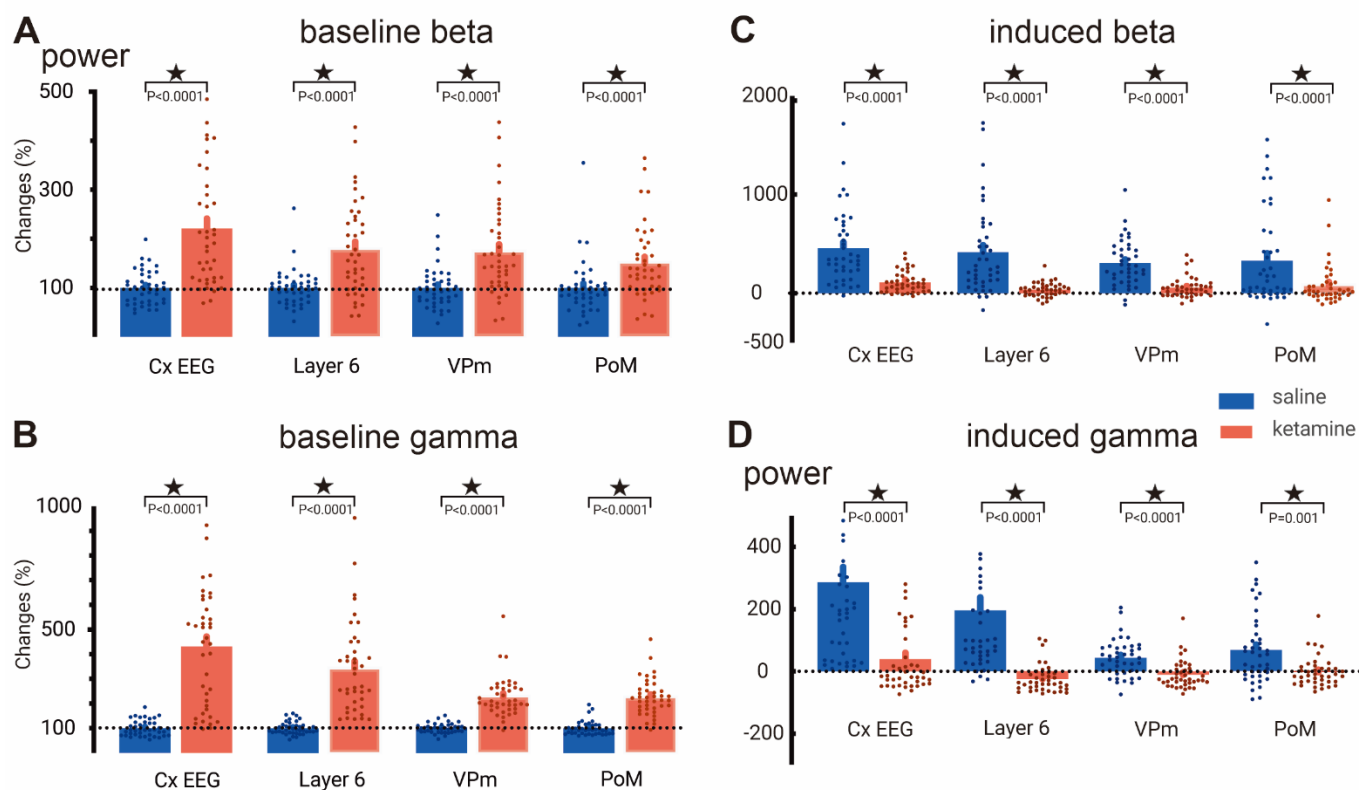 A
baseline beta
power
P<0.0001
P<0.0001
P<0.0001
P<0.0001
500
300
100
Changes (%)
Cx EEG
Layer 6
VPm
PoM
C
induced beta
P<0.0001
P<0.0001
P<0.0001
P<0.0001
2000
1000
0
-500
Cx EEG
Layer 6
VPm
PoM
saline
ketamine
B
baseline gamma
P<0.0001
P<0.0001
P<0.0001
P<0.0001
1000
500
100
Changes (%)
Cx EEG
Layer 6
VPm
PoM
D
induced gamma
power
P<0.0001
P<0.0001
P<0.0001
P=0.001
400
200
0
-200
Cx EEG
Layer 6
VPm
PoM